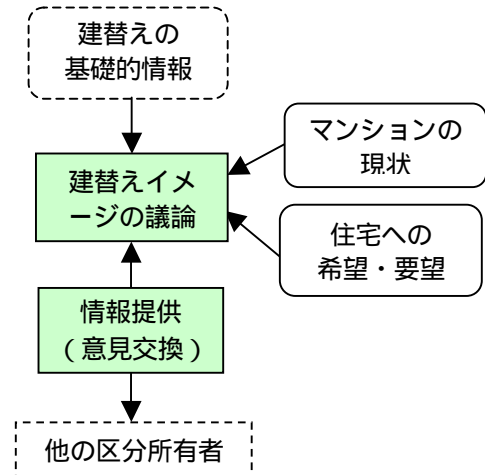 建替えの
基礎的情報
マンションの
現状
建替えイメ
ージの議論
住宅への
希望・要望
情報提供
（意見交換）
他の区分所有者